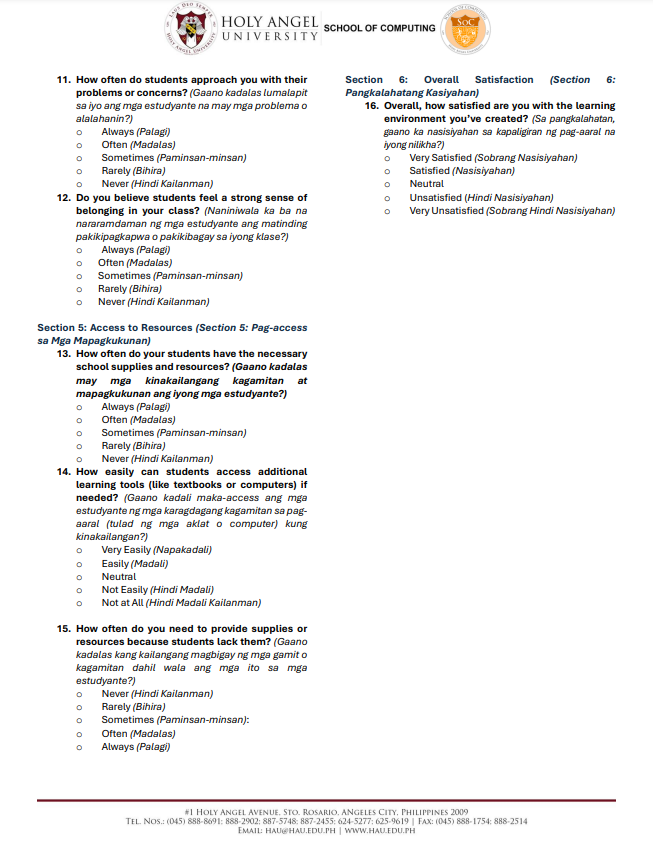 HOLY ANGEL
UNIVERSITY
SCHOOL OF COMPUTING
11. How often do students approach you with their
problems or concerns? (Gaano kadalas lumalapit
sa iyo ang mga estudyante na may mga problema o
alalahanin?)
o Always (Palagi)
o Often (Madalas)
o Sometimes (Paminsan-minsan)
o Rarely (Bihira)
o Never (Hindi Kailanman)
12. Do you believe students feel a strong sense of
belonging in your class? (Naniniwala ka ba na
nararamdaman ng mga estudyante ang matinding
pakikipagkapwa o pakikibagay sa iyong klase?)
o Always (Palagi)
o Often (Madalas)
o Sometimes (Paminsan-minsan)
o Rarely (Bihira)
o Never (Hindi Kailanman)
Section 5: Access to Resources (Section 5: Pag-access
sa Mga Mapagkukunan)
13. How often do your students have the necessary
school supplies and resources? (Gaano kadalas
may mga kinakailangang kagamitan at
mapagkukunan ang iyong mga estudyante?)
o Always (Palagi)
o Often (Madalas)
o Sometimes (Paminsan-minsan)
o Rarely (Bihira)
o Never (Hindi Kailanman)
14. How easily can students access additional
learning tools (like textbooks or computers) if
needed? (Gaano kadali maka-access ang mga
estudyante ng mga karagdagang kagamitan sa pag-
aaral (tulad ng mga aklat o computer) kung
kinakailangan?)
o Very Easily (Napakadali)
o Easily (Madali)
o Neutral
o Not Easily (Hindi Madali)
o Not at All (Hindi Madali Kailanman)
15. How often do you need to provide supplies or
resources because students lack them? (Gaano
kadalas kang kailangang magbigay ng mga gamit o
kagamitan dahil wala ang mga ito sa mga
estudyante?)
o Never (Hindi Kailanman)
o Rarely (Bihira)
o Sometimes (Paminsan-minsan):
o Often (Madalas)
o Always (Palagi)
Section 6: Overall Satisfaction (Section 6:
Pangkalahatang Kasiyahan)
16. Overall, how satisfied are you with the learning
environment you've created? (Sa pangkalahatan,
gaano ka nasisiyahan sa kapaligiran ng pag-aaral na
iyong nilikha?)
o Very Satisfied (Sobrang Nasisiyahan)
o Satisfied (Nasisiyahan)
o Neutral
o Unsatisfied (Hindi Nasisiyahan)
o Very Unsatisfied (Sobrang Hindi Nasisiyahan)
#1 Holy Angel Avenue, Sto. Rosario, ANgeles City, Philippines 2009
Tel. Nos.: (045) 888-8691; 888-2902; 887-5748; 887-2455; 624-5277; 625-9619 | Fax: (045) 888-1754; 888-2514
Email: hau@hau.edu.ph | www.hau.edu.ph